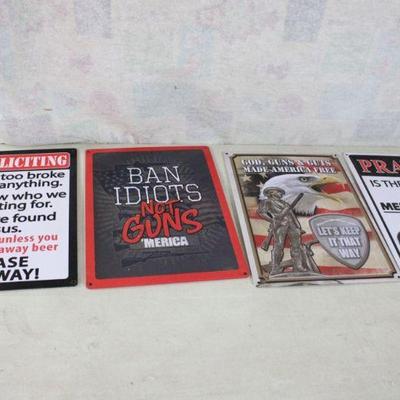 LICITING
too broke
anything.
w who we
ting for.
e found
us.
unless you
away beer
ASE
WAY!
BAN
IDIOTS
NOT
GUNS
'MERICA
GOD, GUNS & GUTS
MADE AMERICA FREE
LET'S KEEP
IT THAT
WAY
PRA
IS TH
ME